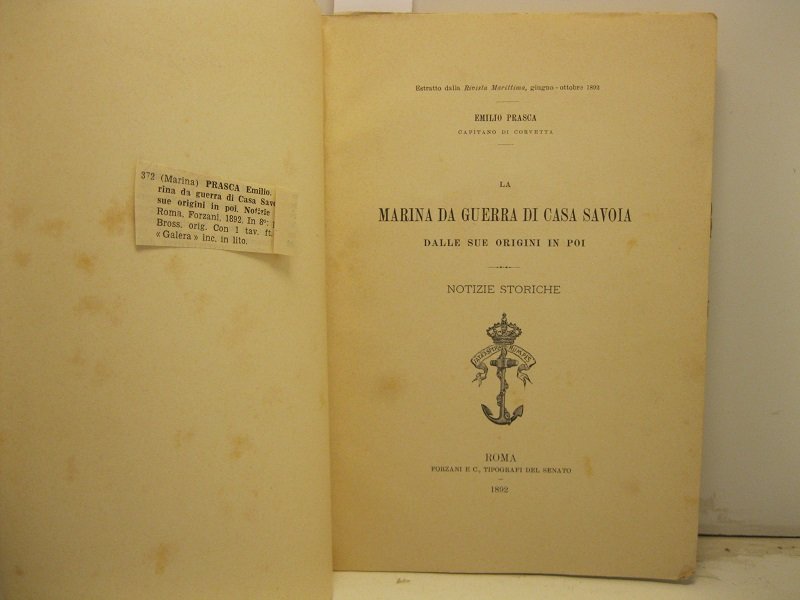 372 (Marina) PRASCA Emilio.
rina da guerra di Casa Savo
sue origini in poi. Notizie
Roma, Forzani, 1892. In 8°;
Bross. orig. Con 1 tav. ft.
« Galera » inc. in lito.
Estratto dalla Rivista Marittima, giugno-ottobre 1892
EMILIO PRASCA
CAPITANO DI CORVETTA
LA
MARINA DA GUERRA DI CASA SAVOIA
DALLE SUE ORIGINI IN POI
NOTIZIE STORICHE
ROMA
FORZANI E C., TIPOGRAFI DEL SENATO
1892